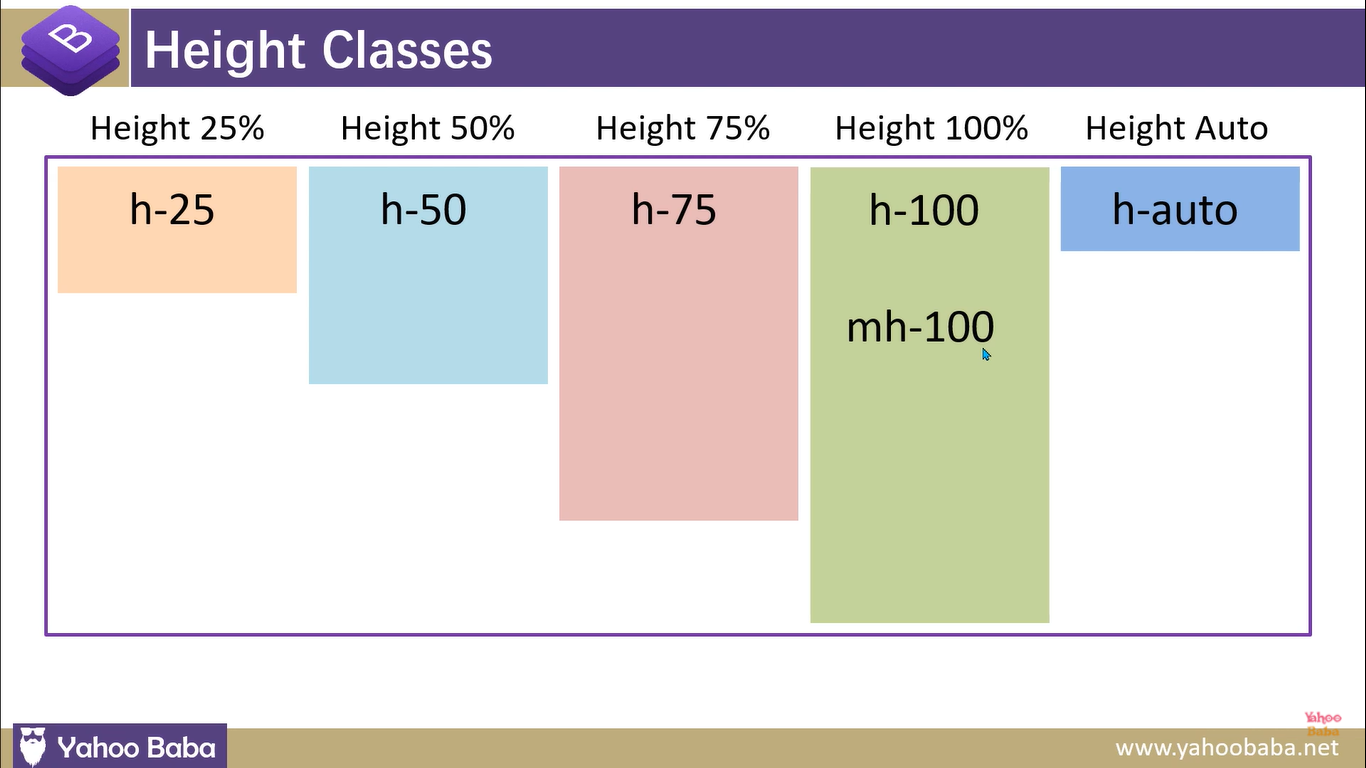 B
Height Classes
Height 25%
Height 50%
Height 75%
Height 100%
Height Auto
h-25
h-50
h-75
h-100
h-auto
mh-100
Yahoo
Baba
Yahoo Baba
www.yahoobaba.net